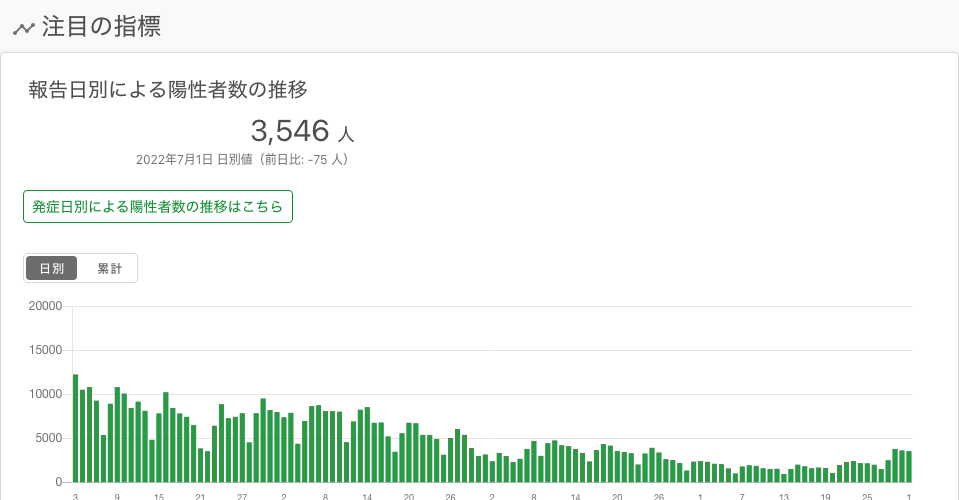 注目の指標
報告日別による陽性者数の推移
3,546 人
2022年7月1日 日別値（前日比: -75 人）
発症日別による陽性者数の推移はこちら
日別 累計
20000
15000
10000
5000
0
3 9 15 21 27 2 8 14 20 26 2 8 14 20 26 1 7 13 19 25 1